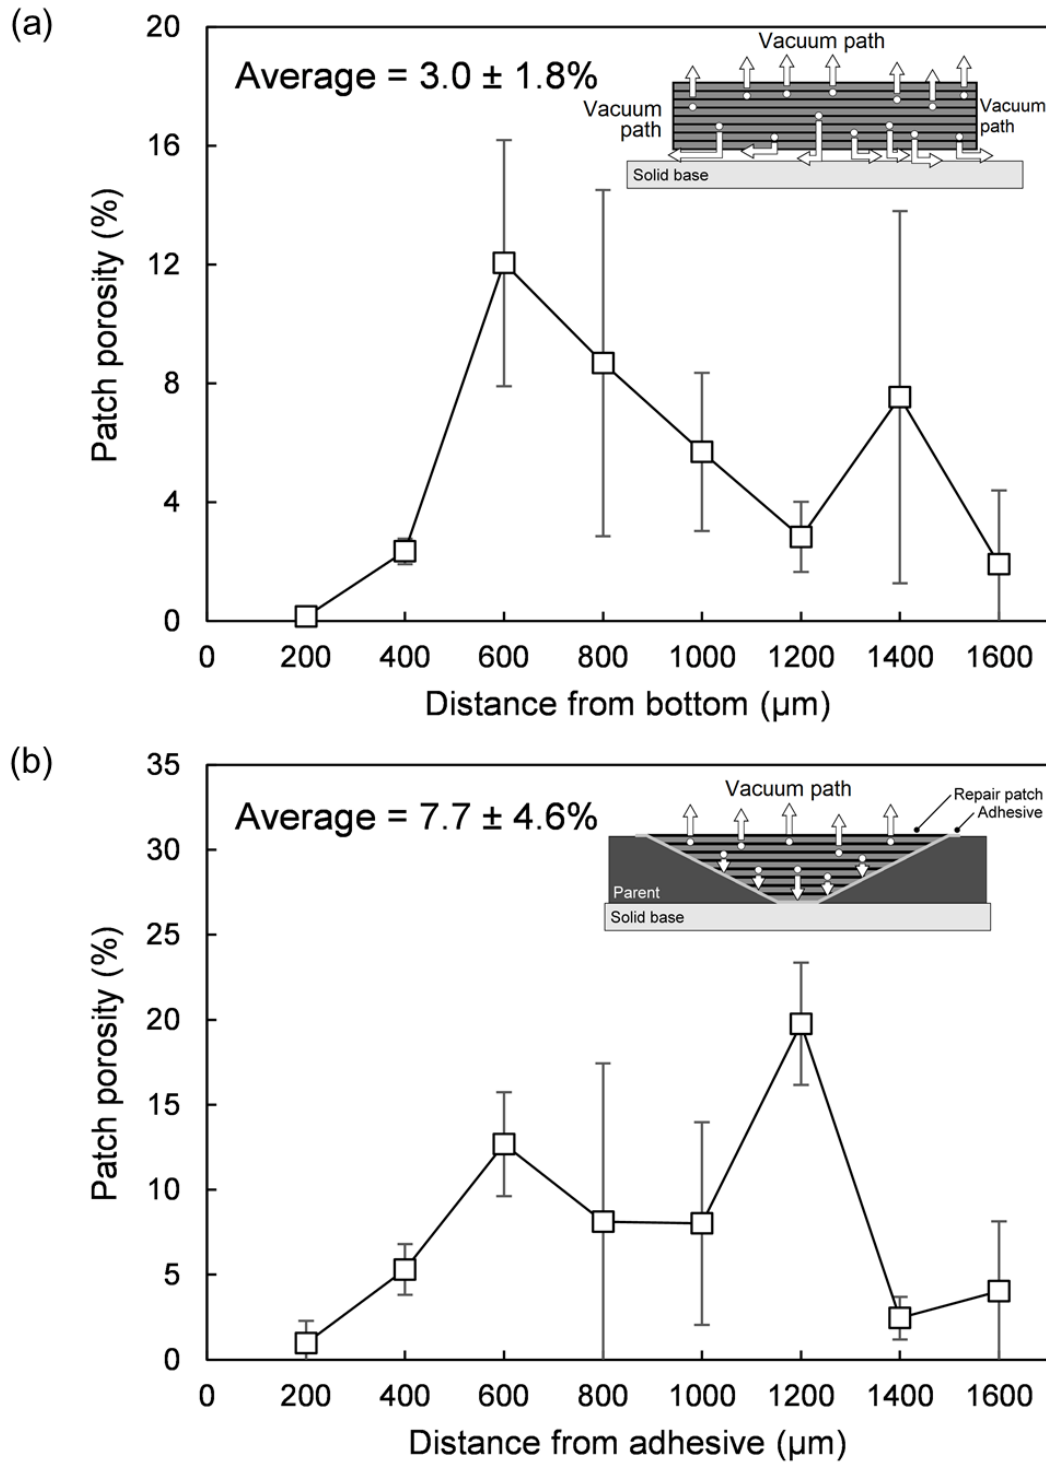 (a)
20
16
12
8
4
0
Patch porosity (%)
Average = 3.0 ± 1.8%
Vacuum path
Vacuum
path
Vacuum
path
Solid base
0 200 400 600 800 1000 1200 1400 1600
Distance from bottom (µm)
(b)
35
30
25
20
15
10
5
0
Patch porosity (%)
Average = 7.7 ± 4.6%
Vacuum path
Repair patch
Adhesive
Parent
Solid base
0 200 400 600 800 1000 1200 1400 1600
Distance from adhesive (µm)